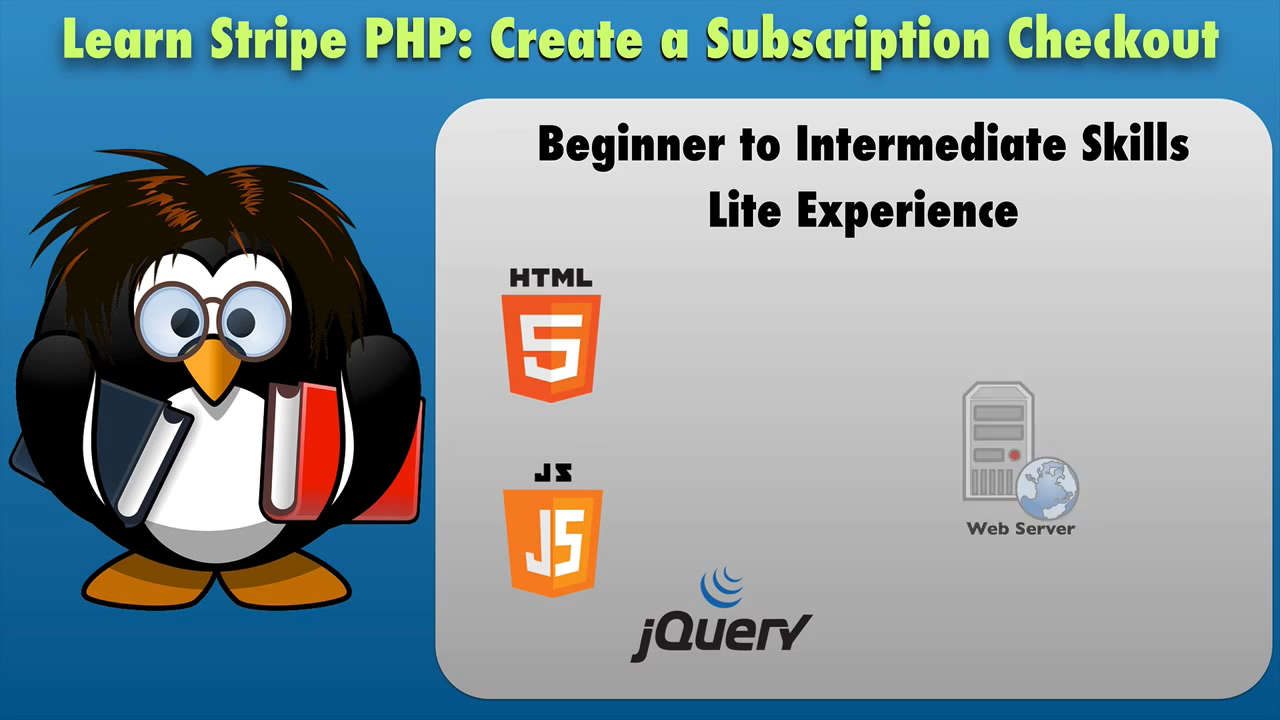 Learn Stripe PHP: Create a Subscription Checkout
Beginner to Intermediate Skills
Lite Experience
HTML
5
JS
JS
Web Server
jQuery